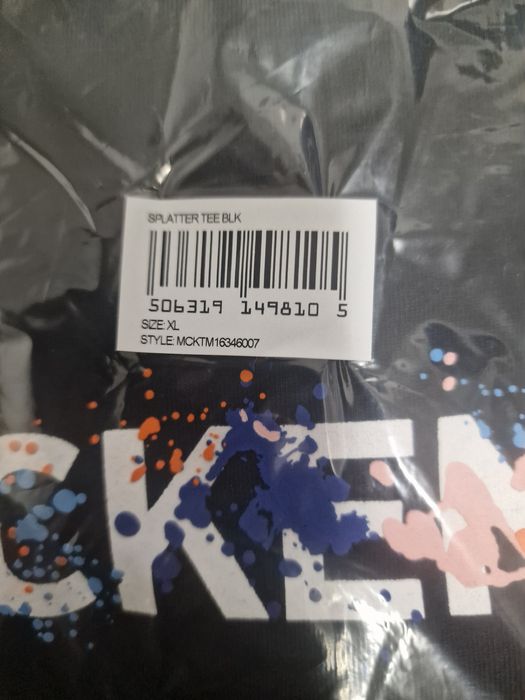 SPLATTER TEE BLK
506319 149810 5
SIZE: XL
STYLE: MCKTM16346007
CKEN